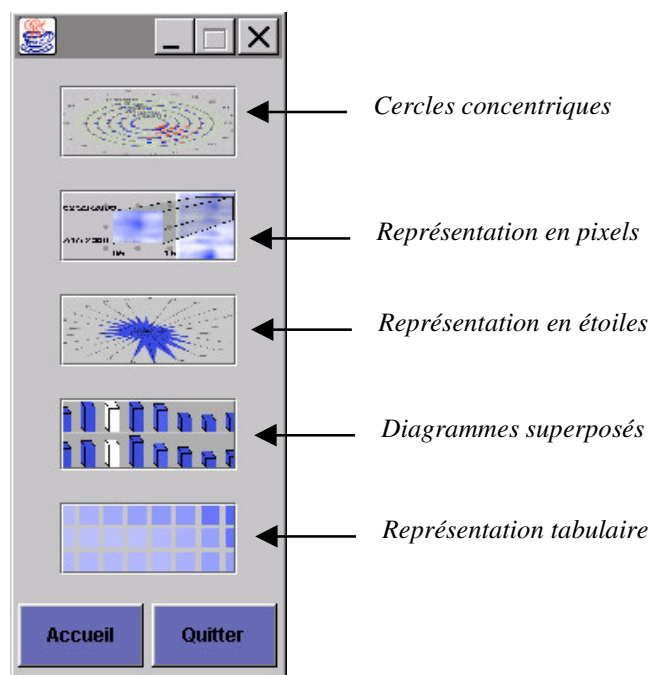 Cercles concentriques
Représentation en pixels
Représentation en étoiles
Diagrammes superposés
Représentation tabulaire
Accueil
Quitter